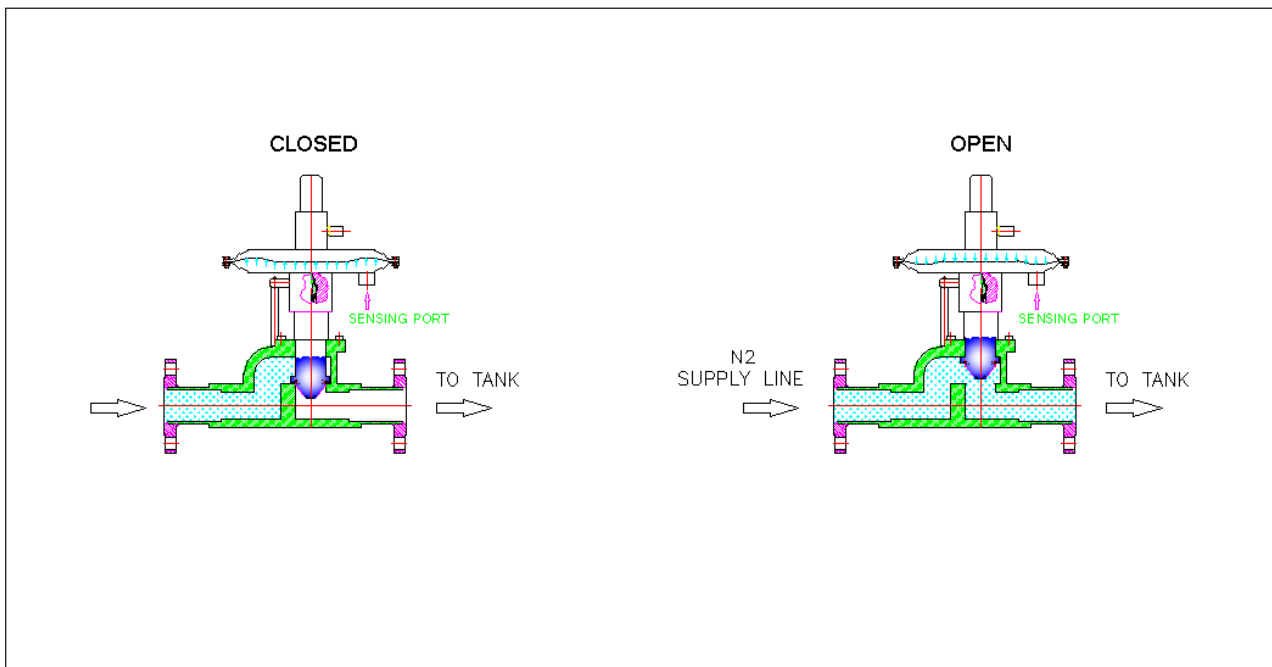 CLOSED
SENSING PORT
TO TANK
OPEN
SENSING PORT
N2
SUPPLY LINE
TO TANK